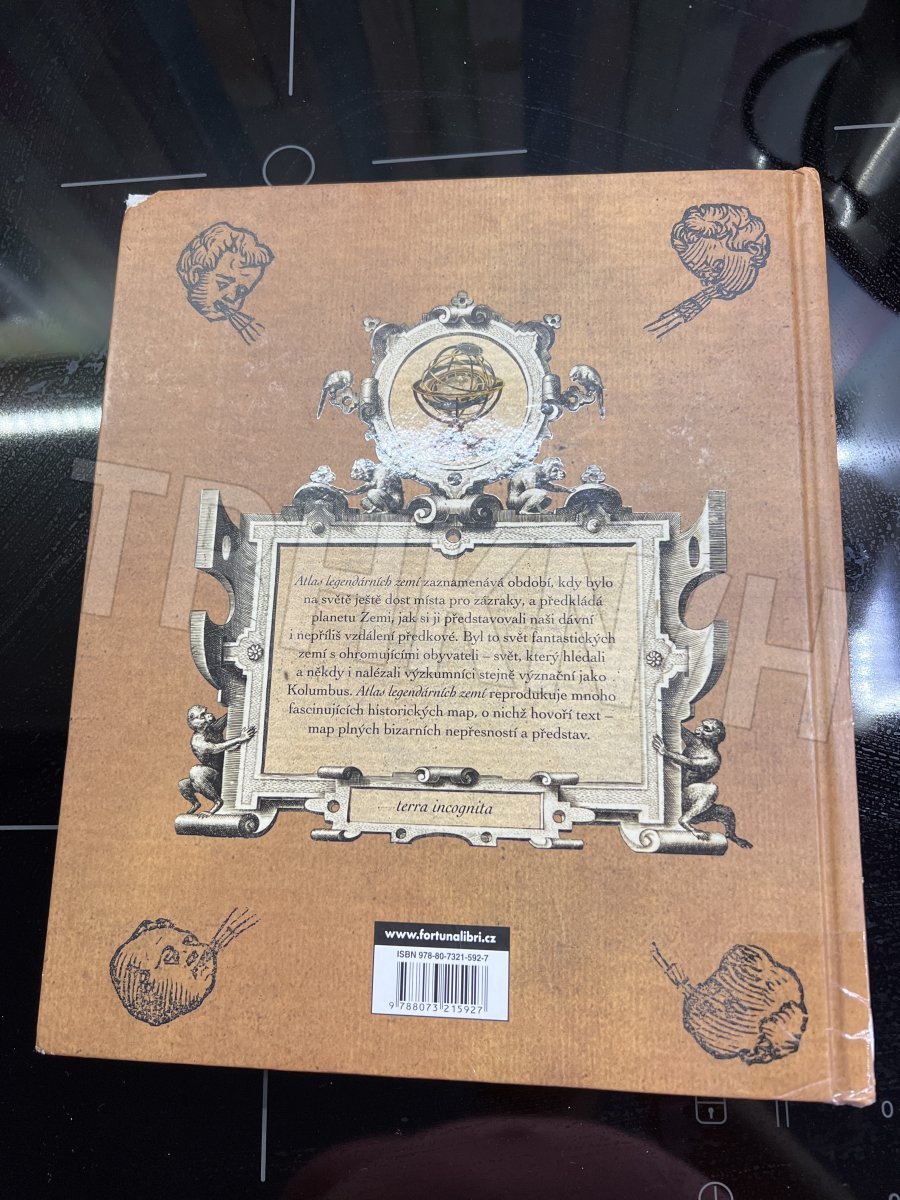 Atlas legendárních zemí zaznamenává období, kdy bylo
na světě ještě dost místa pro zázraky, a předkládá
planetu Zemi, jak si ji představovali naši dávní
i nepříliš vzdálení předkové. Byl to svět fantastických
zemí s ohromujícími obyvateli – svět, který hledali
a někdy i nalézali výzkumníci stejně význační jako
Kolumbus. Atlas legendárních zemí reprodukuje mnoho
fascinujících historických map, o nichž hovoří text –
map plných bizarních nepřesností a představ.
terra incognita
www.fortunalibri.cz
ISBN 978-80-7321-592-7
9 788073 215927